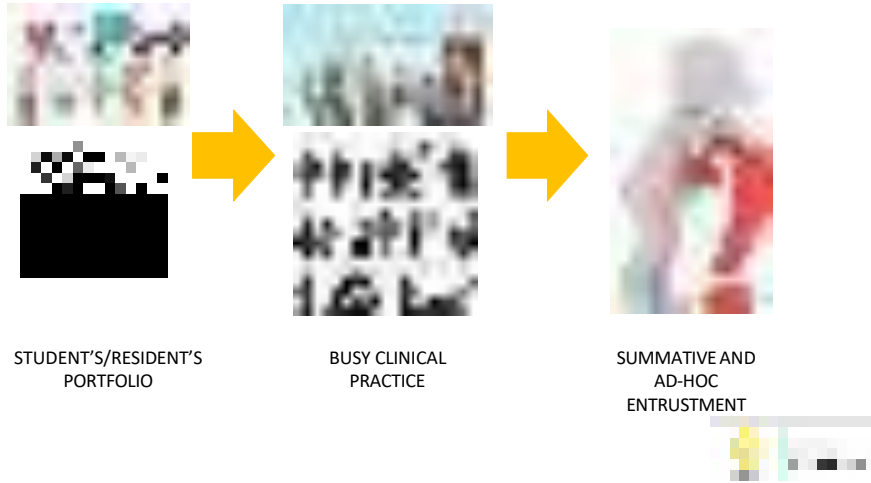 STUDENT'S/RESIDENT'S
PORTFOLIO
BUSY CLINICAL
PRACTICE
SUMMATIVE AND
AD-HOC
ENTRUSTMENT